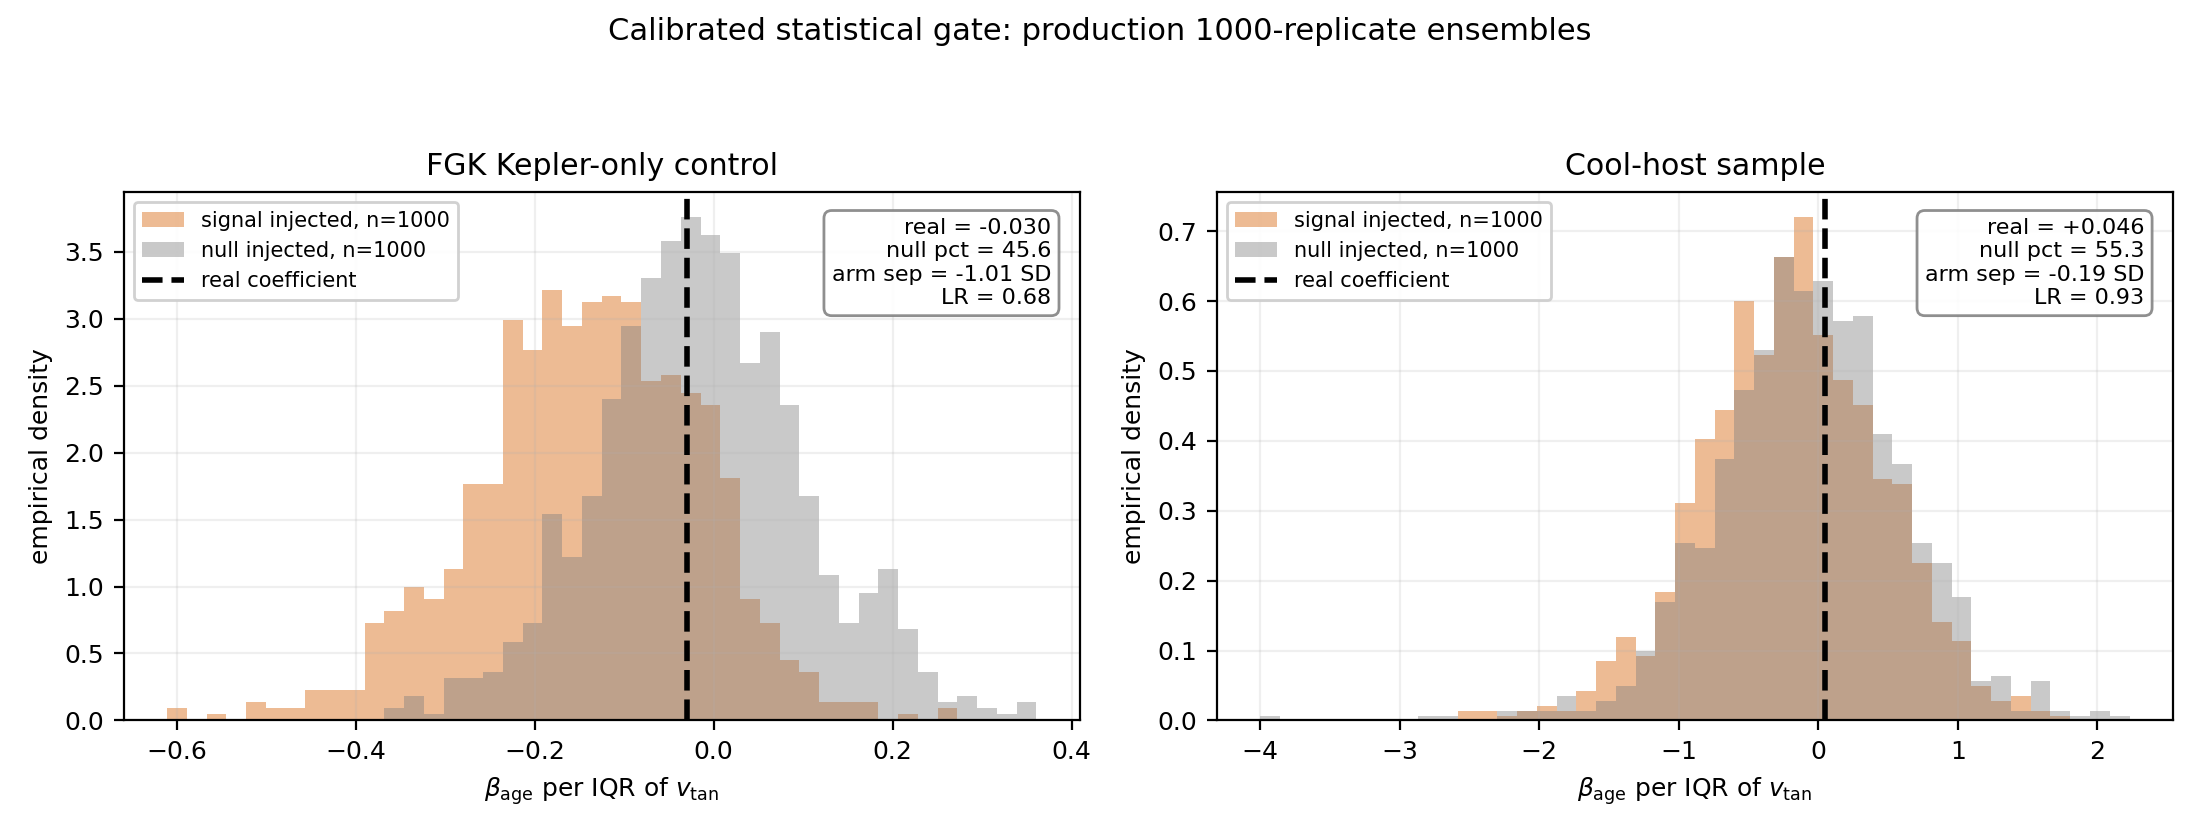 Calibrated statistical gate: production 1000-replicate ensembles
FGK Kepler-only control
signal injected, n=1000
null injected, n=1000
real coefficient
real = -0.030
null pct = 45.6
arm sep = -1.01 SD
LR = 0.68
empirical density
3.5
3.0
2.5
2.0
1.5
1.0
0.5
0.0
−0.6 −0.4 −0.2 0.0 0.2 0.4
β_age per IQR of v_tan
Cool-host sample
signal injected, n=1000
null injected, n=1000
real coefficient
real = +0.046
null pct = 55.3
arm sep = -0.19 SD
LR = 0.93
empirical density
0.7
0.6
0.5
0.4
0.3
0.2
0.1
0.0
−4 −3 −2 −1 0 1 2
β_age per IQR of v_tan